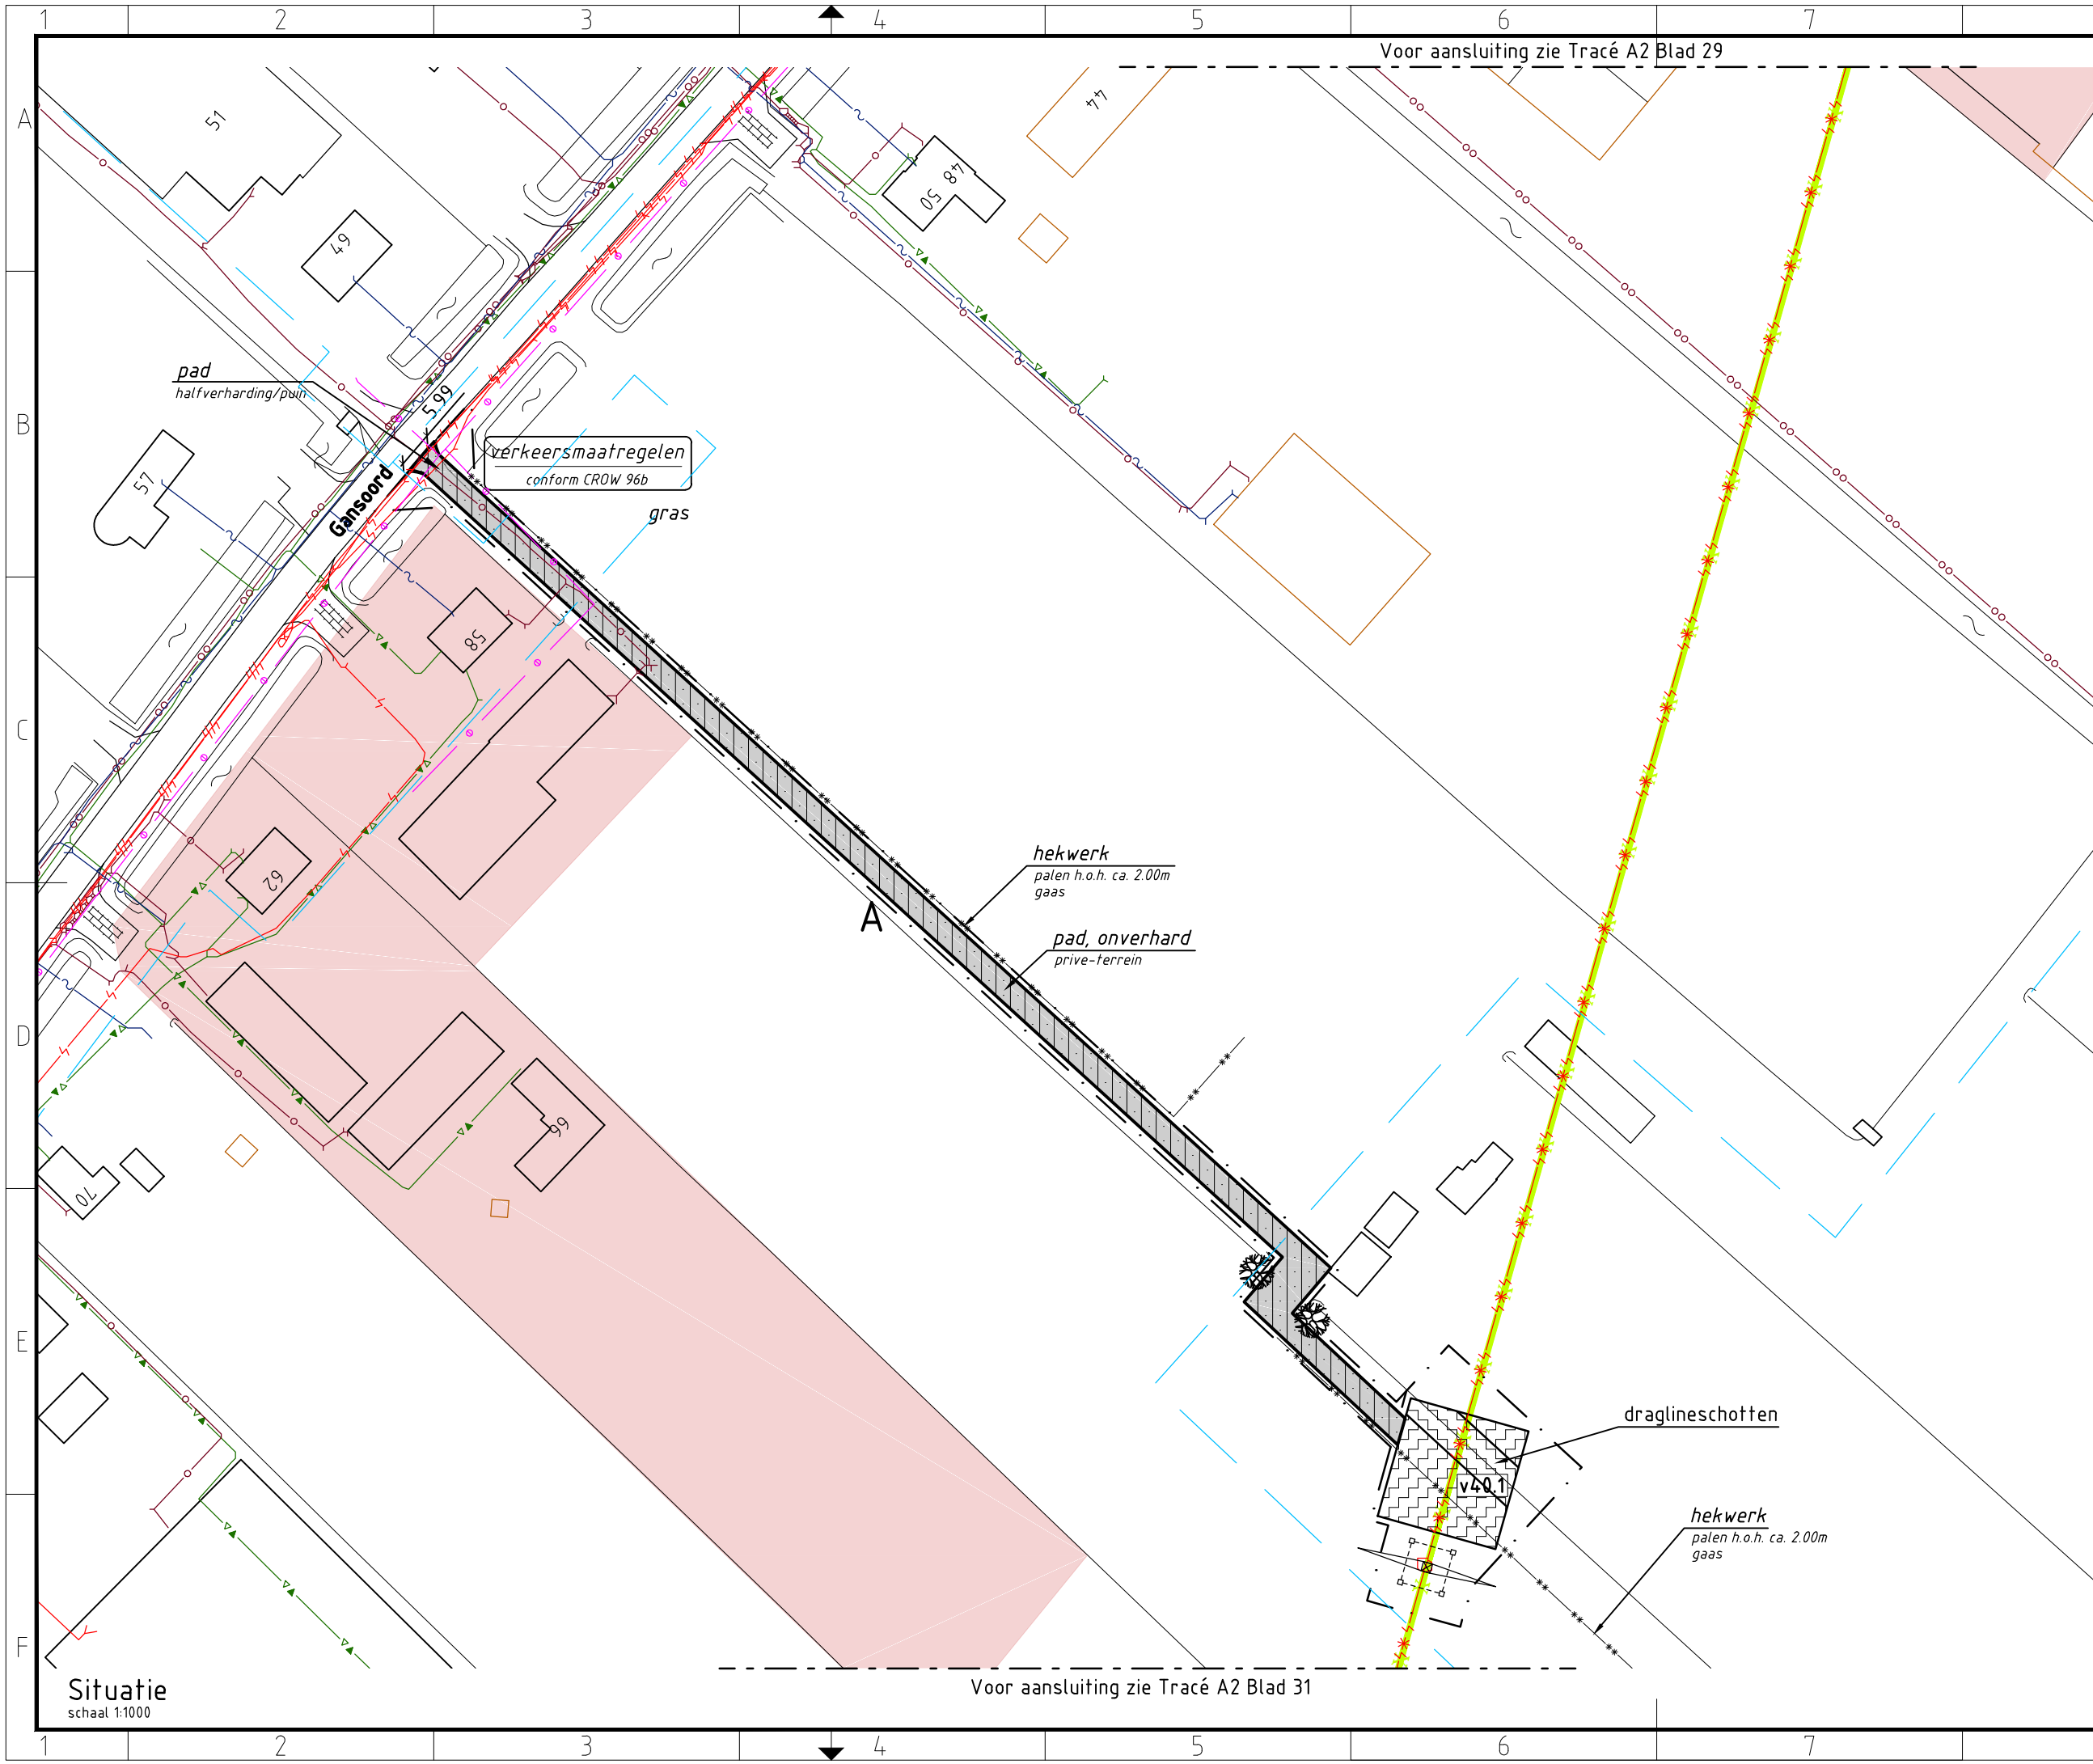 1 2 3 4 5 6 7
Voor aansluiting zie Tracé A2 Blad 29
A
51
44
48
50
49
pad
halfverharding/puin
5.99
B
verkeersmaatregelen
conform CROW 96b
57
Gansoord
gras
58
C
62
hekwerk
palen h.o.h. ca. 2.00m
gaas
A
pad, onverhard
prive-terrein
D
66
70
E
draglineschotten
v40.1
hekwerk
palen h.o.h. ca. 2.00m
gaas
F
Situatie
schaal 1:1000
Voor aansluiting zie Tracé A2 Blad 31
1 2 3 4 5 6 7